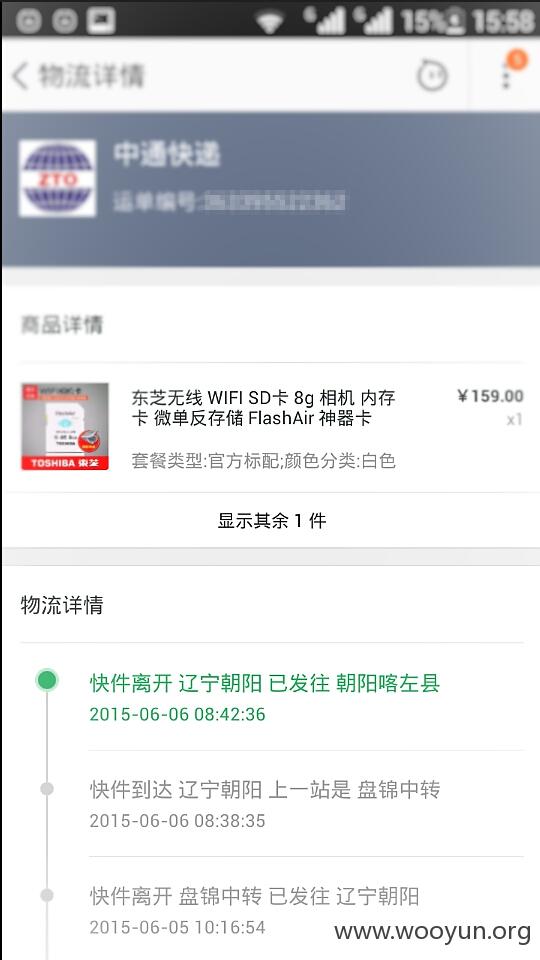 15% 15:58
物流详情
5
ZTO
中通快递
运单编号:
商品详情
东芝无线 WIFI SD卡 8g 相机 内存
卡 微单反存储 FlashAir 神器卡
¥159.00
x1
套餐类型:官方标配;颜色分类:白色
TOSHIBA 東芝
显示其余 1 件
物流详情
快件离开 辽宁朝阳 已发往 朝阳喀左县
2015-06-06 08:42:36
快件到达 辽宁朝阳 上一站是 盘锦中转
2015-06-06 08:38:35
快件离开 盘锦中转 已发往 辽宁朝阳
2015-06-05 10:16:54
www.wooyun.org